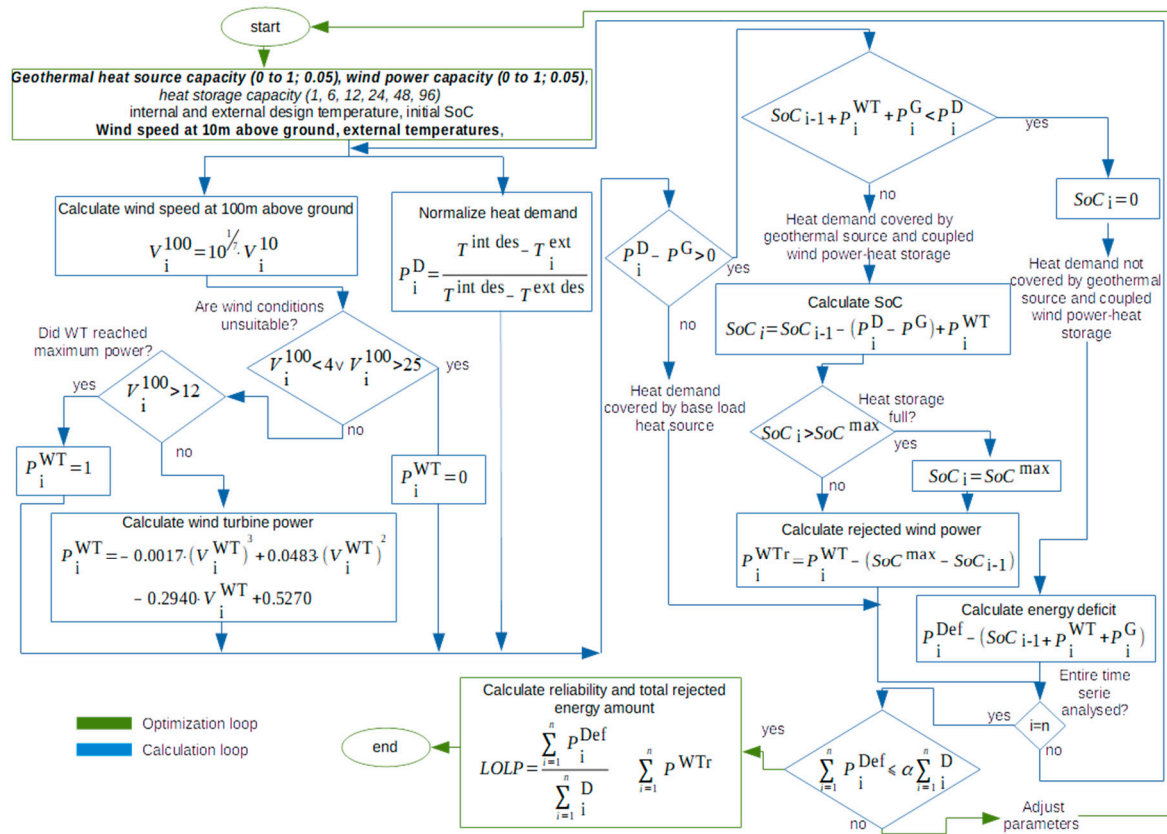 start
Geothermal heat source capacity (0 to 1; 0.05), wind power capacity (0 to 1; 0.05),
heat storage capacity (1, 6, 12, 24, 48, 96)
internal and external design temperature, initial SoC
Wind speed at 10m above ground, external temperatures,
Calculate wind speed at 100m above ground
V_i^100 = 10^(1/7) · V_i^10
Normalize heat demand
P_i^D = (T^int des − T_i^ext) / (T^int des − T^ext des)
Are wind conditions
unsuitable?
V_i^100 < 4 ∨ V_i^100 > 25
yes
no
Did WT reached
maximum power?
V_i^100 > 12
yes
no
P_i^WT = 1
P_i^WT = 0
Calculate wind turbine power
P_i^WT = − 0.0017·(V_i^WT)^3 + 0.0483·(V_i^WT)^2
− 0.2940·V_i^WT + 0.5270
P_i^D − P^G > 0
yes
no
Heat demand
covered by base load
heat source
SoC_i-1 + P_i^WT + P_i^G < P_i^D
yes
no
SoC_i = 0
Heat demand covered by
geothermal source and coupled
wind power-heat storage
Heat demand not
covered by geothermal
source and coupled
wind power-heat
storage
Calculate SoC
SoC_i = SoC_i-1 − (P_i^D − P^G) + P_i^WT
Heat storage
full?
SoC_i > SoC^max
yes
no
SoC_i = SoC^max
Calculate rejected wind power
P_i^WTr = P_i^WT − (SoC^max − SoC_i-1)
Calculate energy deficit
P_i^Def − (SoC_i-1 + P_i^WT + P_i^G)
Entire time
serie
analysed?
i=n
yes
no
∑_{i=1}^n P_i^Def ⩽ α ∑_{i=1}^n _i^D
yes
no
Adjust
parameters
Calculate reliability and total rejected
energy amount
LOLP = (∑_{i=1}^n P_i^Def) / (∑_{i=1}^n _i^D) ∑_{i=1}^n P^WTr
end
Optimization loop
Calculation loop